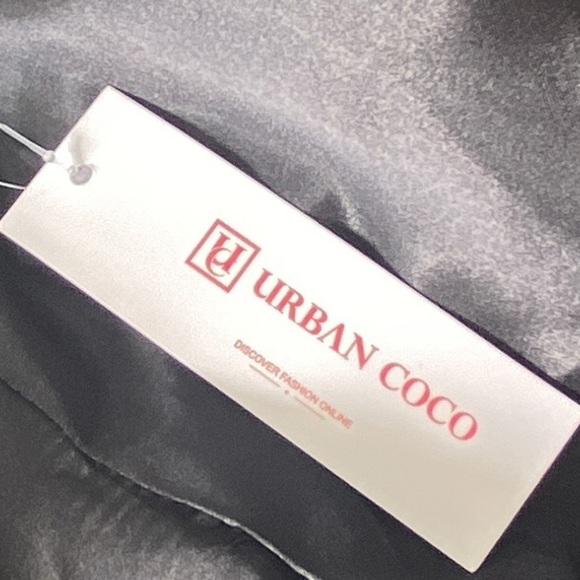 UC
URBAN COCO
DISCOVER FASHION ONLINE